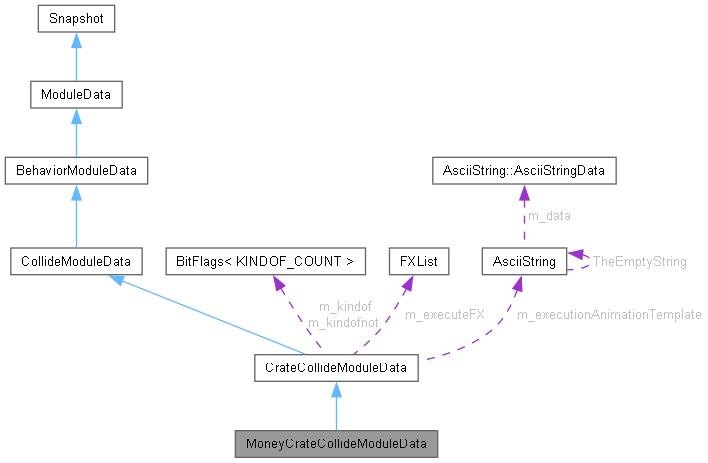 Snapshot
ModuleData
BehaviorModuleData
AsciiString::AsciiStringData
m_data
CollideModuleData
BitFlags< KINDOF_COUNT >
FXList
AsciiString
TheEmptyString
m_kindof
m_kindofnot
m_executeFX
m_executionAnimationTemplate
CrateCollideModuleData
MoneyCrateCollideModuleData